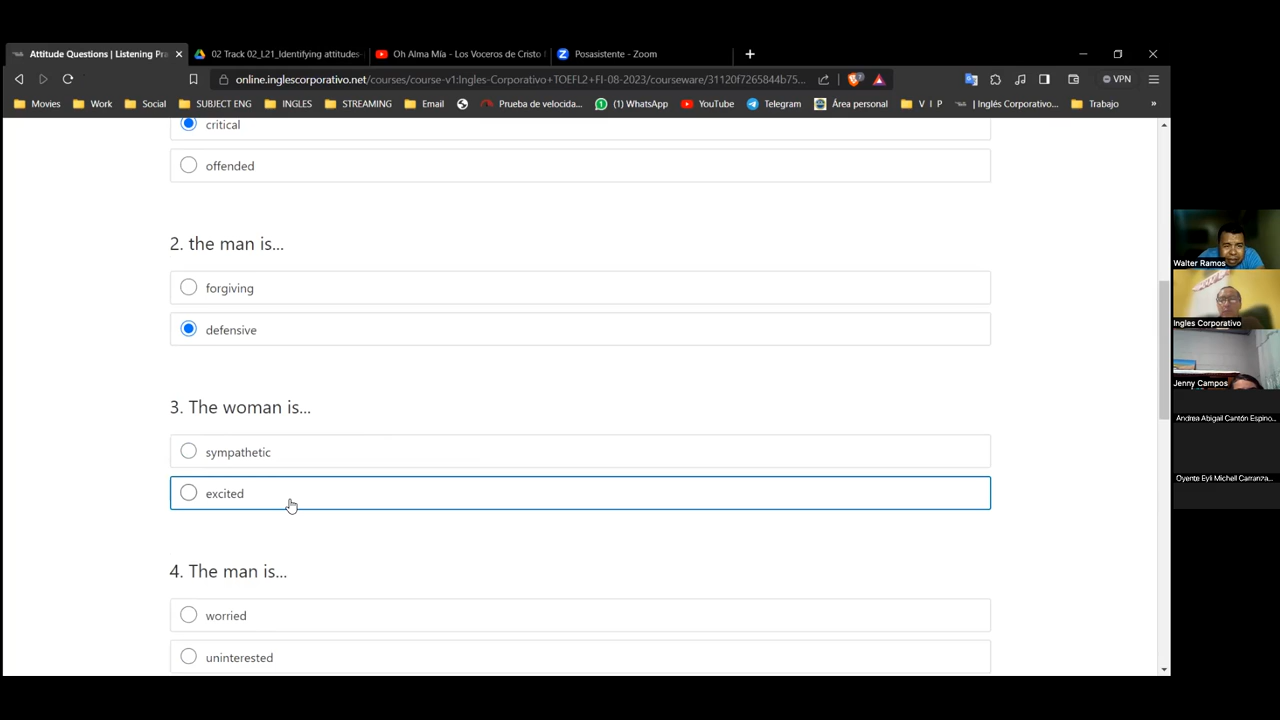 Attitude Questions | Listening Pra
02 Track 02_L21_Identifying attitudes-
Oh Alma Mía - Los Voceros de Cristo
Posasistente - Zoom
online.inglescorporativo.net/courses/course-v1:Ingles-Corporativo+TOEFL2+FI-08-2023/courseware/31120f7265844b75...
VPN
Movies
Work
Social
SUBJECT ENG
INGLES
STREAMING
Email
Prueba de velocida...
(1) WhatsApp
YouTube
Telegram
Área personal
V I P
| Inglés Corporativo...
Trabajo
»
critical
offended
2. the man is...
forgiving
defensive
3. The woman is...
sympathetic
excited
4. The man is...
worried
uninterested
Walter Ramos
Ingles Corporativo
Jenny Campos
Andrea Abigail Cantón Espino...
Oyente Eyli Michell Carranza...